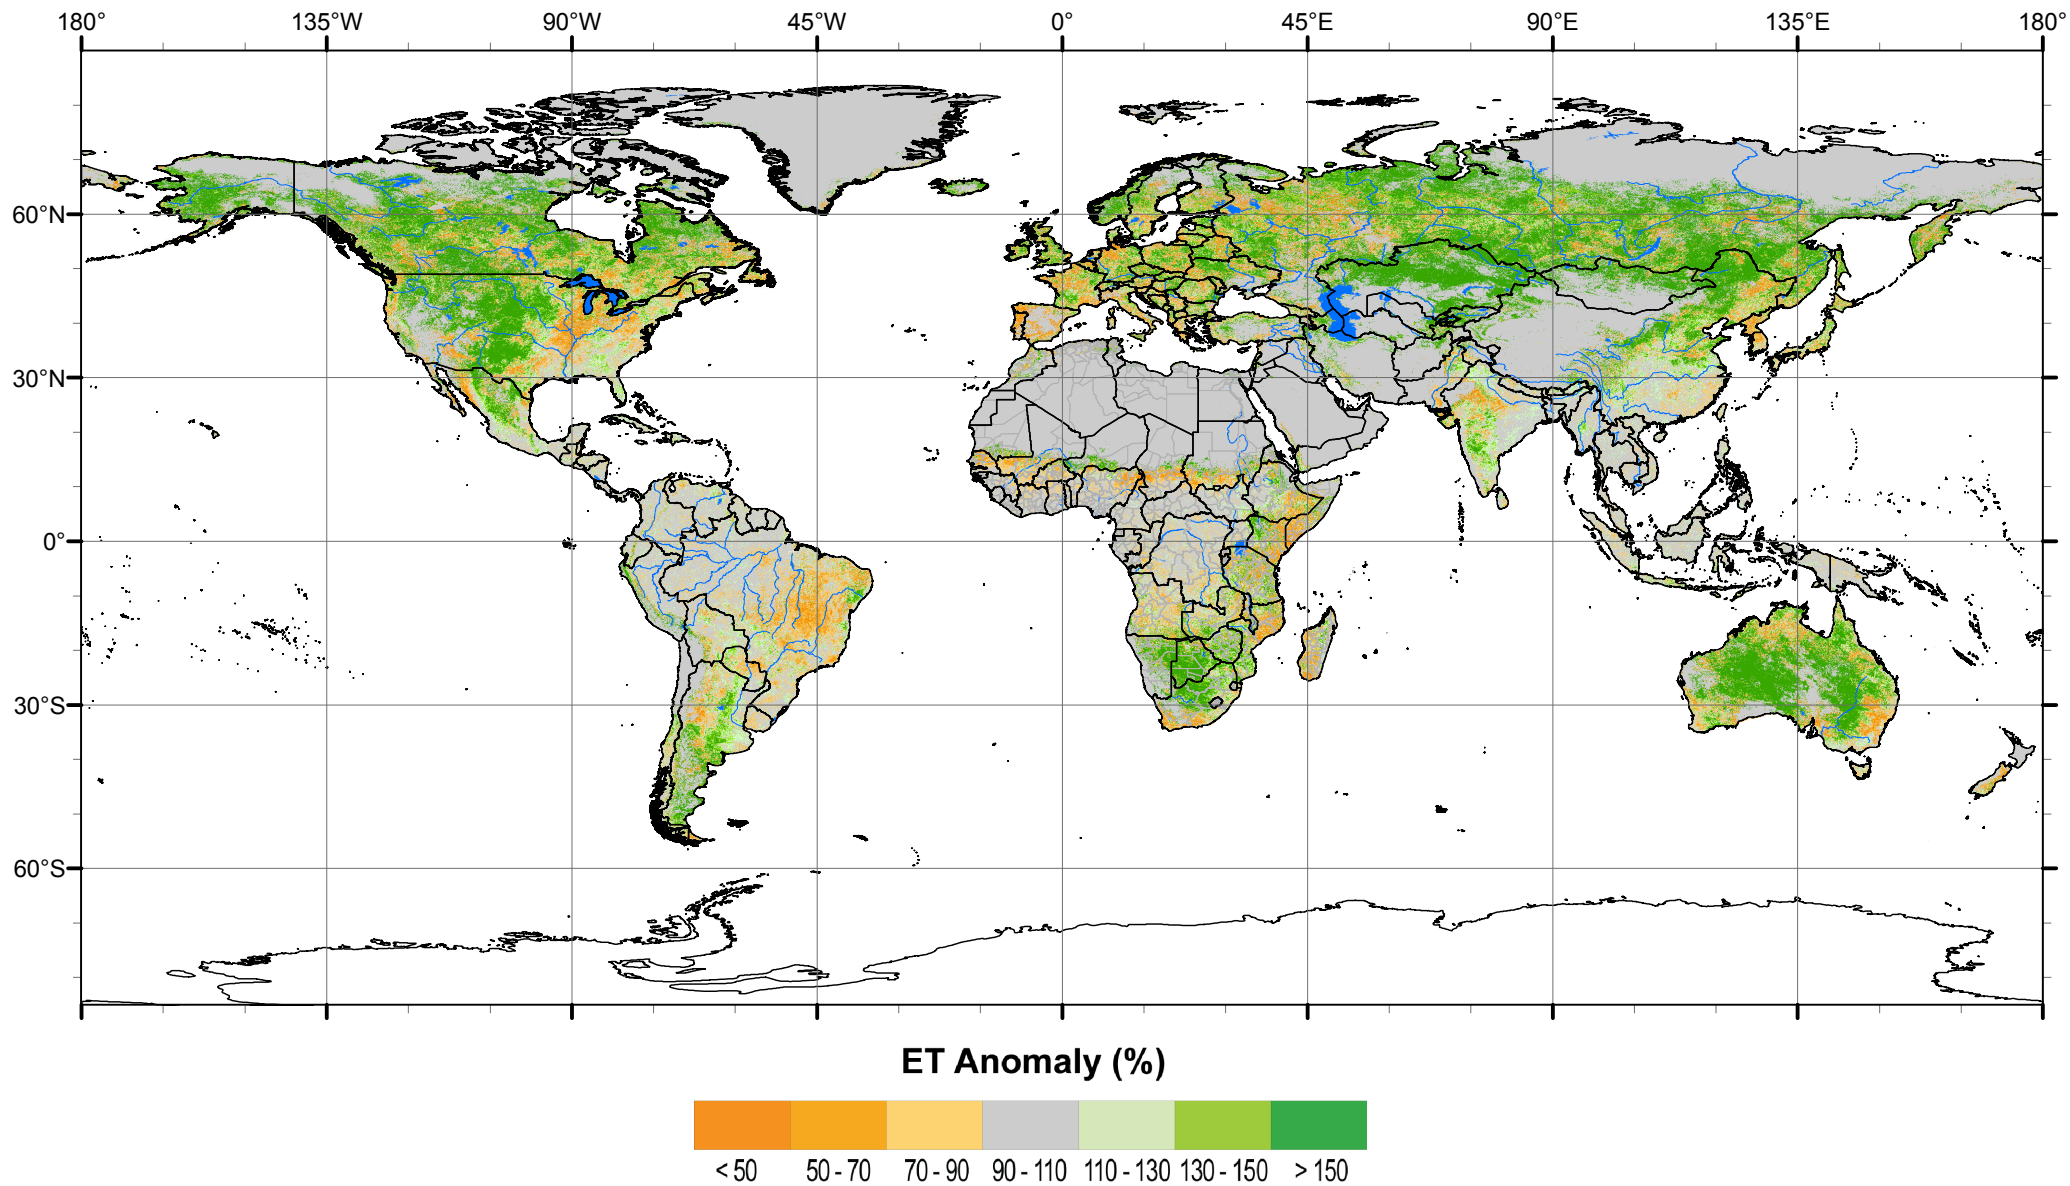 180° 135°W 90°W 45°W 0° 45°E 90°E 135°E 180°
60°N
30°N
0°
30°S
60°S
ET Anomaly (%)
< 50 50 - 70 70 - 90 90 - 110 110 - 130 130 - 150 > 150